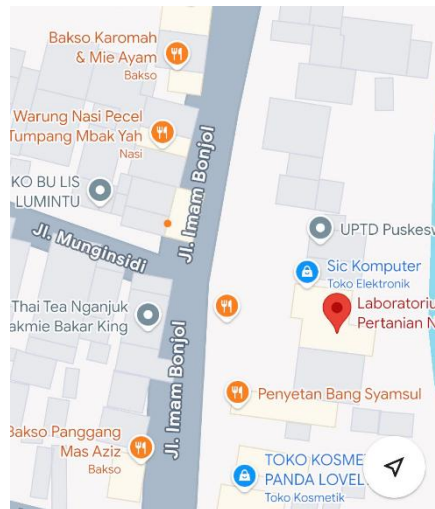 Bakso Karomah
& Mie Ayam
Bakso
Warung Nasi Pecel
Tumpang Mbak Yah
Nasi
Jl. Imam Bonjol
KO BU LIS
LUMINTU
Jl. Munginsidi
UPTD Puskesw
Sic Komputer
Toko Elektronik
Laboratoriu
Pertanian N
Thai Tea Nganjuk
akmie Bakar King
Jl. Imam Bonjol
Penyetan Bang Syamsul
Bakso Panggang
Mas Aziz
Bakso
TOKO KOSME
PANDA LOVEL
Toko Kosmetik